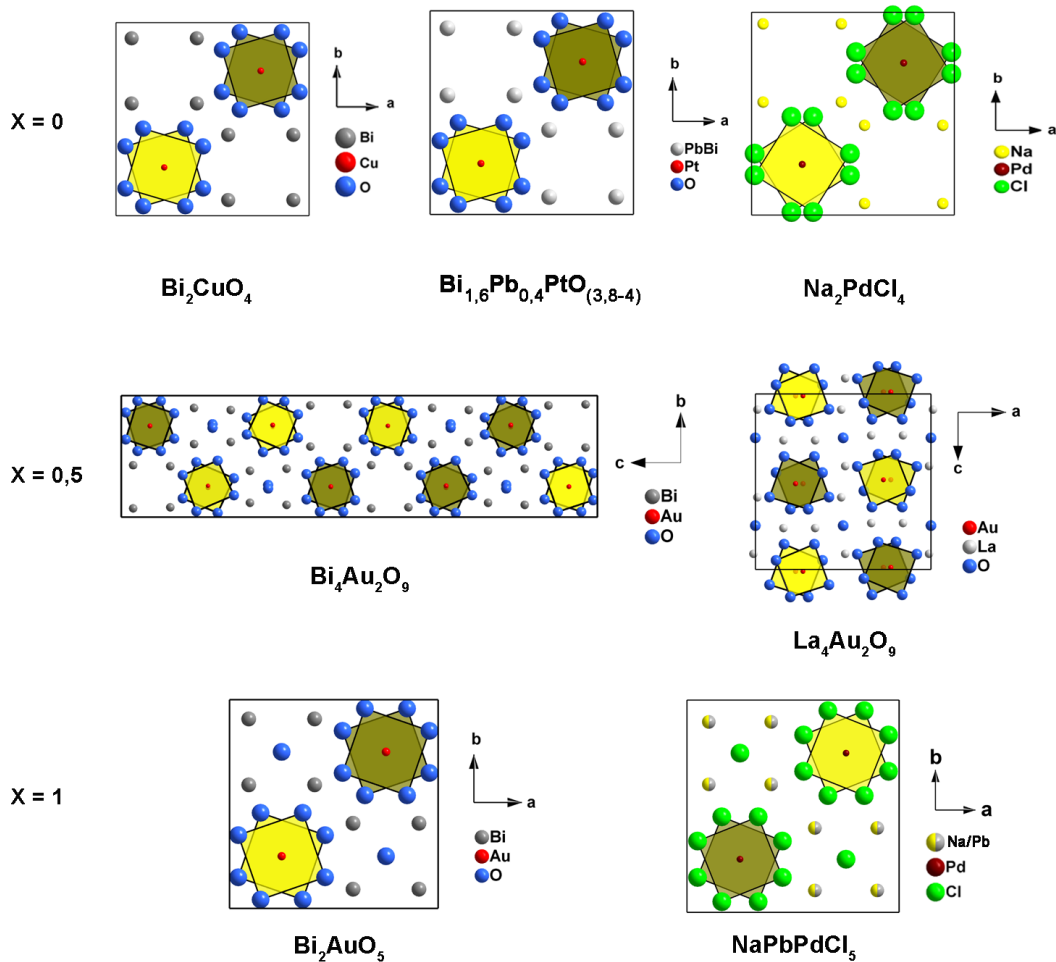 X = 0
b
a
Bi
Cu
O
b
a
PbBi
Pt
O
b
a
Na
Pd
Cl
Bi₂CuO₄
Bi₁,₆Pb₀,₄PtO₍₃,₈₋₄₎
Na₂PdCl₄
X = 0,5
b
c
Bi
Au
O
a
c
Au
La
O
Bi₄Au₂O₉
La₄Au₂O₉
X = 1
b
a
Bi
Au
O
b
a
Na/Pb
Pd
Cl
Bi₂AuO₅
NaPbPdCl₅